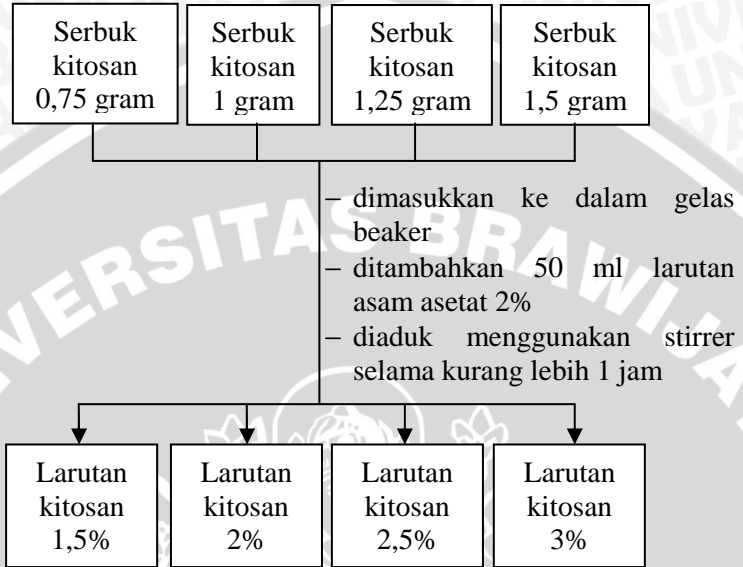 Serbuk
kitosan
0,75 gram
Serbuk
kitosan
1 gram
Serbuk
kitosan
1,25 gram
Serbuk
kitosan
1,5 gram
– dimasukkan ke dalam gelas
beaker
– ditambahkan 50 ml larutan
asam asetat 2%
– diaduk menggunakan stirrer
selama kurang lebih 1 jam
Larutan
kitosan
1,5%
Larutan
kitosan
2%
Larutan
kitosan
2,5%
Larutan
kitosan
3%